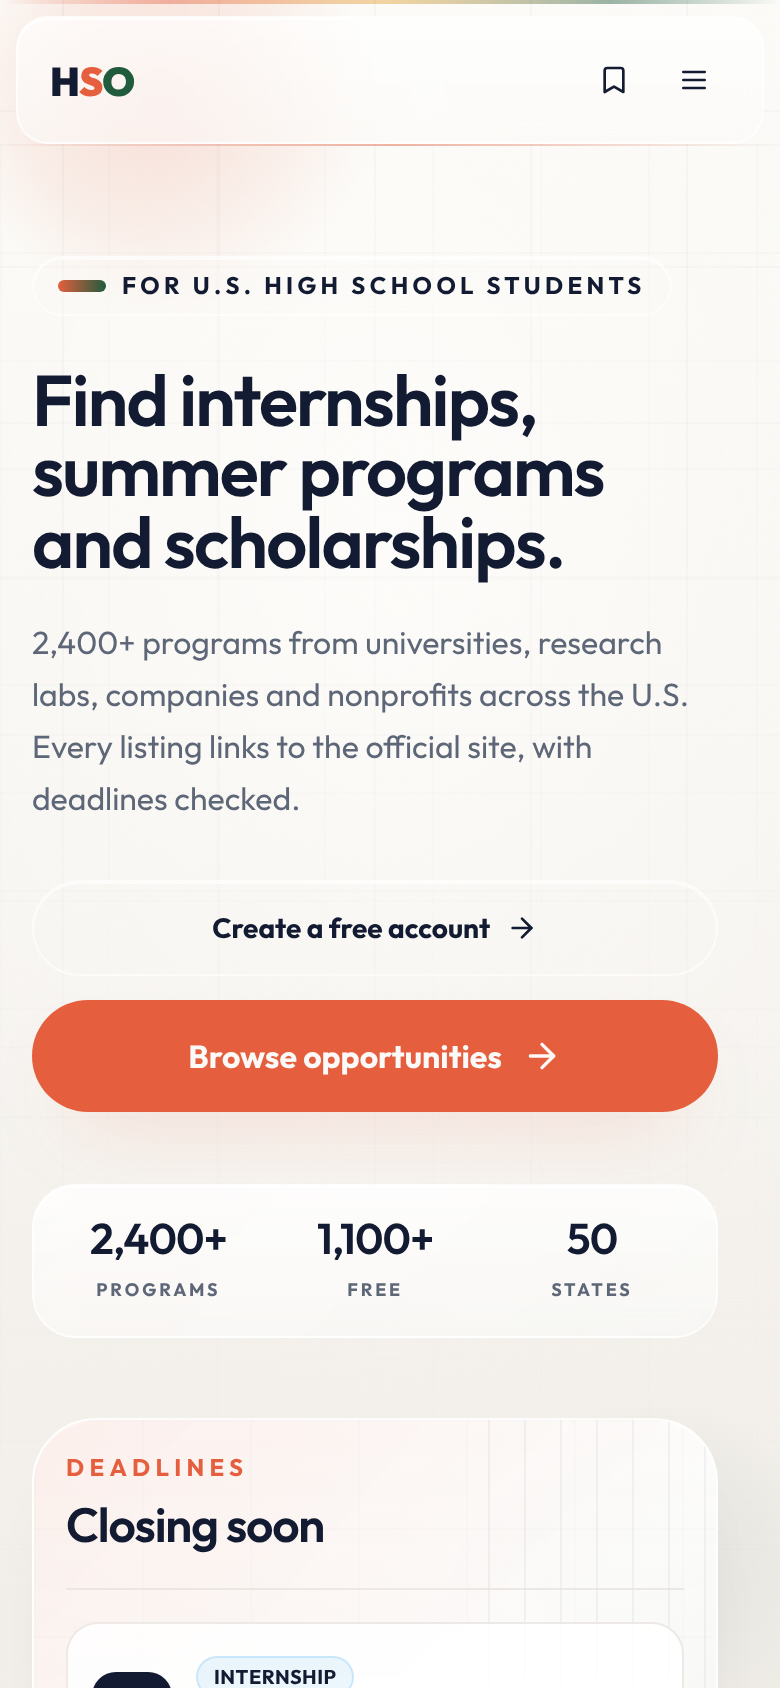 HSO
FOR U.S. HIGH SCHOOL STUDENTS
Find internships,
summer programs
and scholarships.
2,400+ programs from universities, research
labs, companies and nonprofits across the U.S.
Every listing links to the official site, with
deadlines checked.
Create a free account →
Browse opportunities →
2,400+ 1,100+ 50
PROGRAMS FREE STATES
DEADLINES
Closing soon
INTERNSHIP